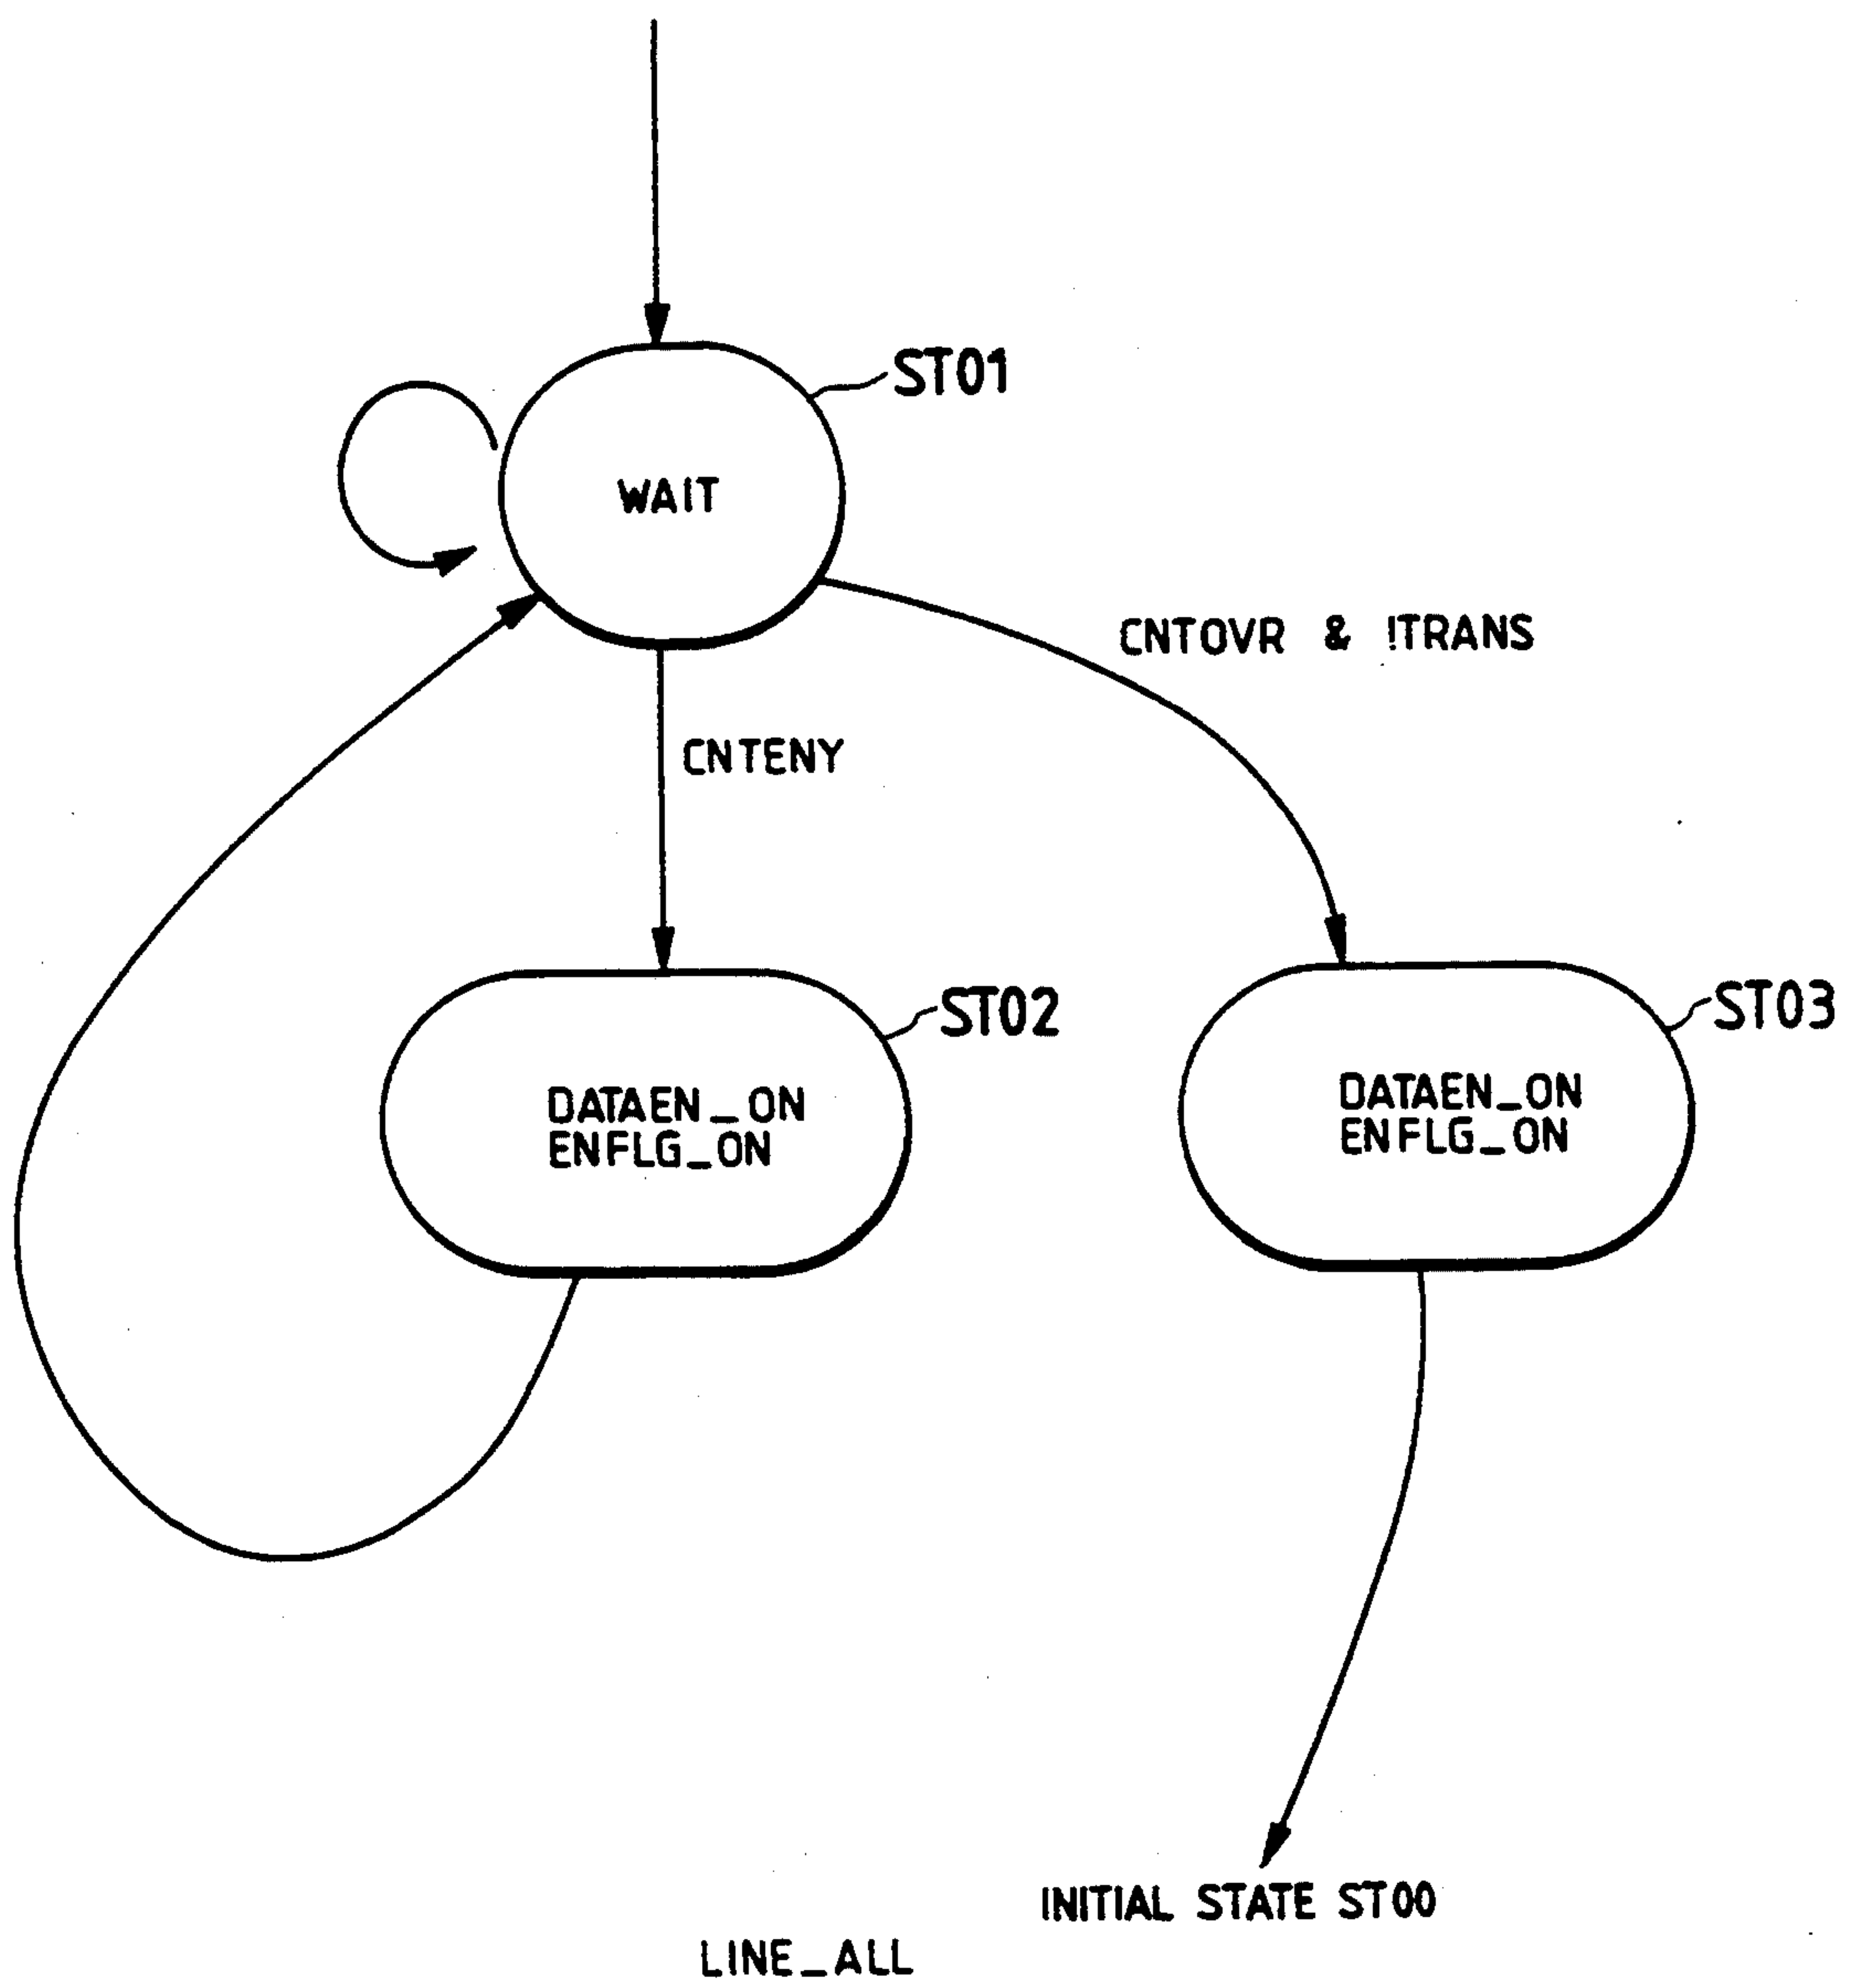 ST01
WAIT
CNTOVR & !TRANS
CNTENY
ST02
ST03
DATAEN_ON
ENFLG_ON
DATAEN_ON
ENFLG_ON
INITIAL STATE ST00
LINE_ALL